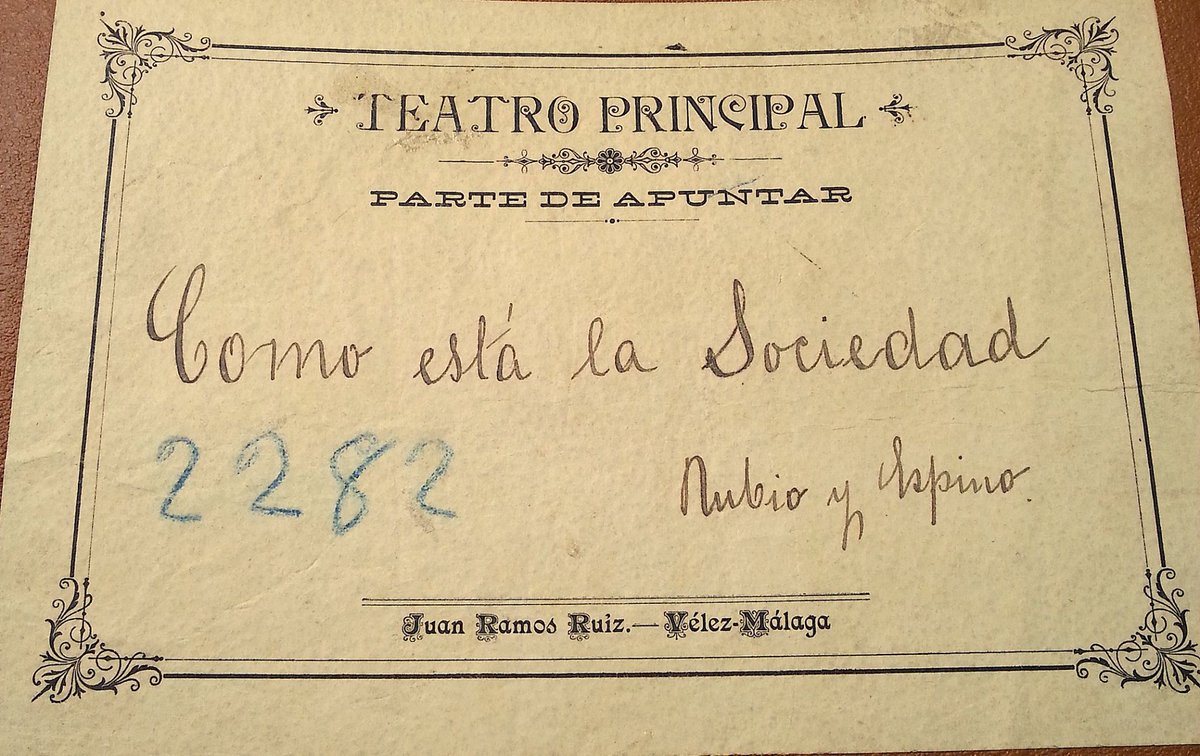 TEATRO PRINCIPAL
PARTE DE APUNTAR
Como está la Sociedad
2282
Rubio y Espino.
Juan Ramos Ruiz.—Vélez-Málaga